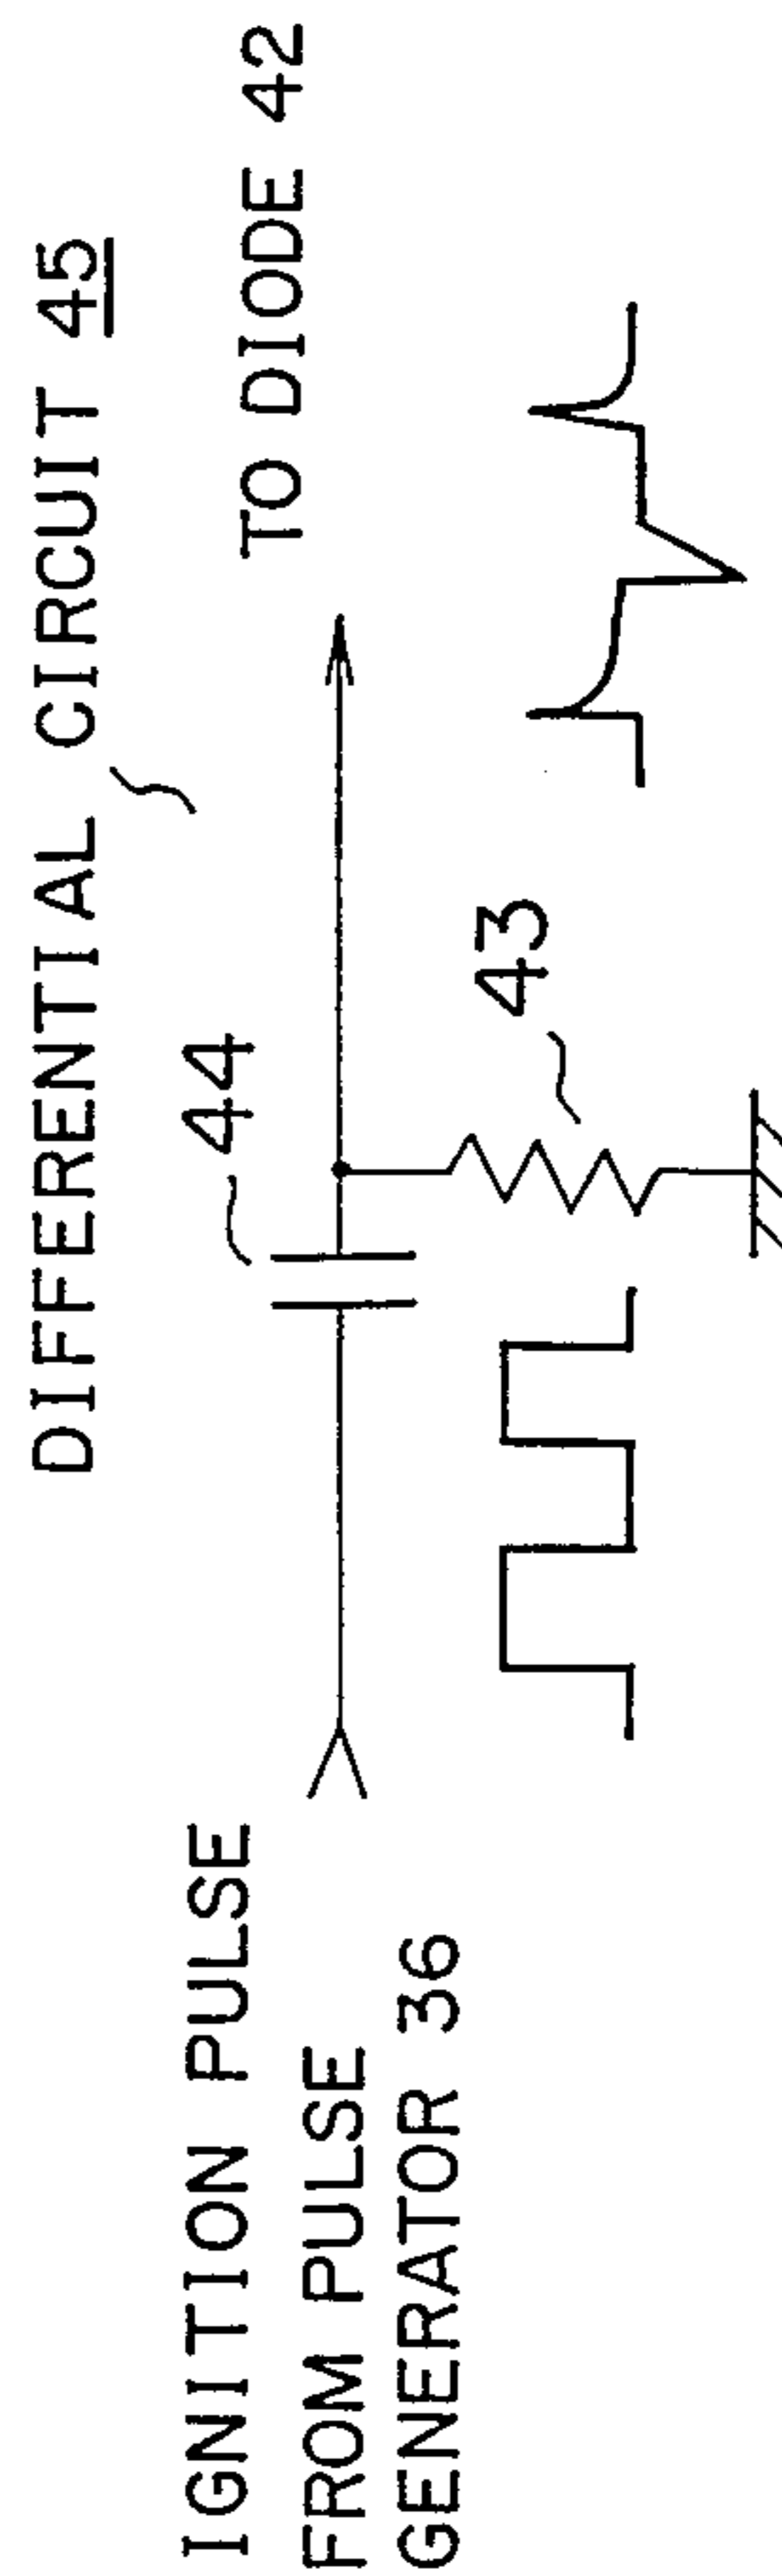 DIFFERENTIAL CIRCUIT 45
IGNITION PULSE
FROM PULSE
GENERATOR 36
44
TO DIODE 42
43